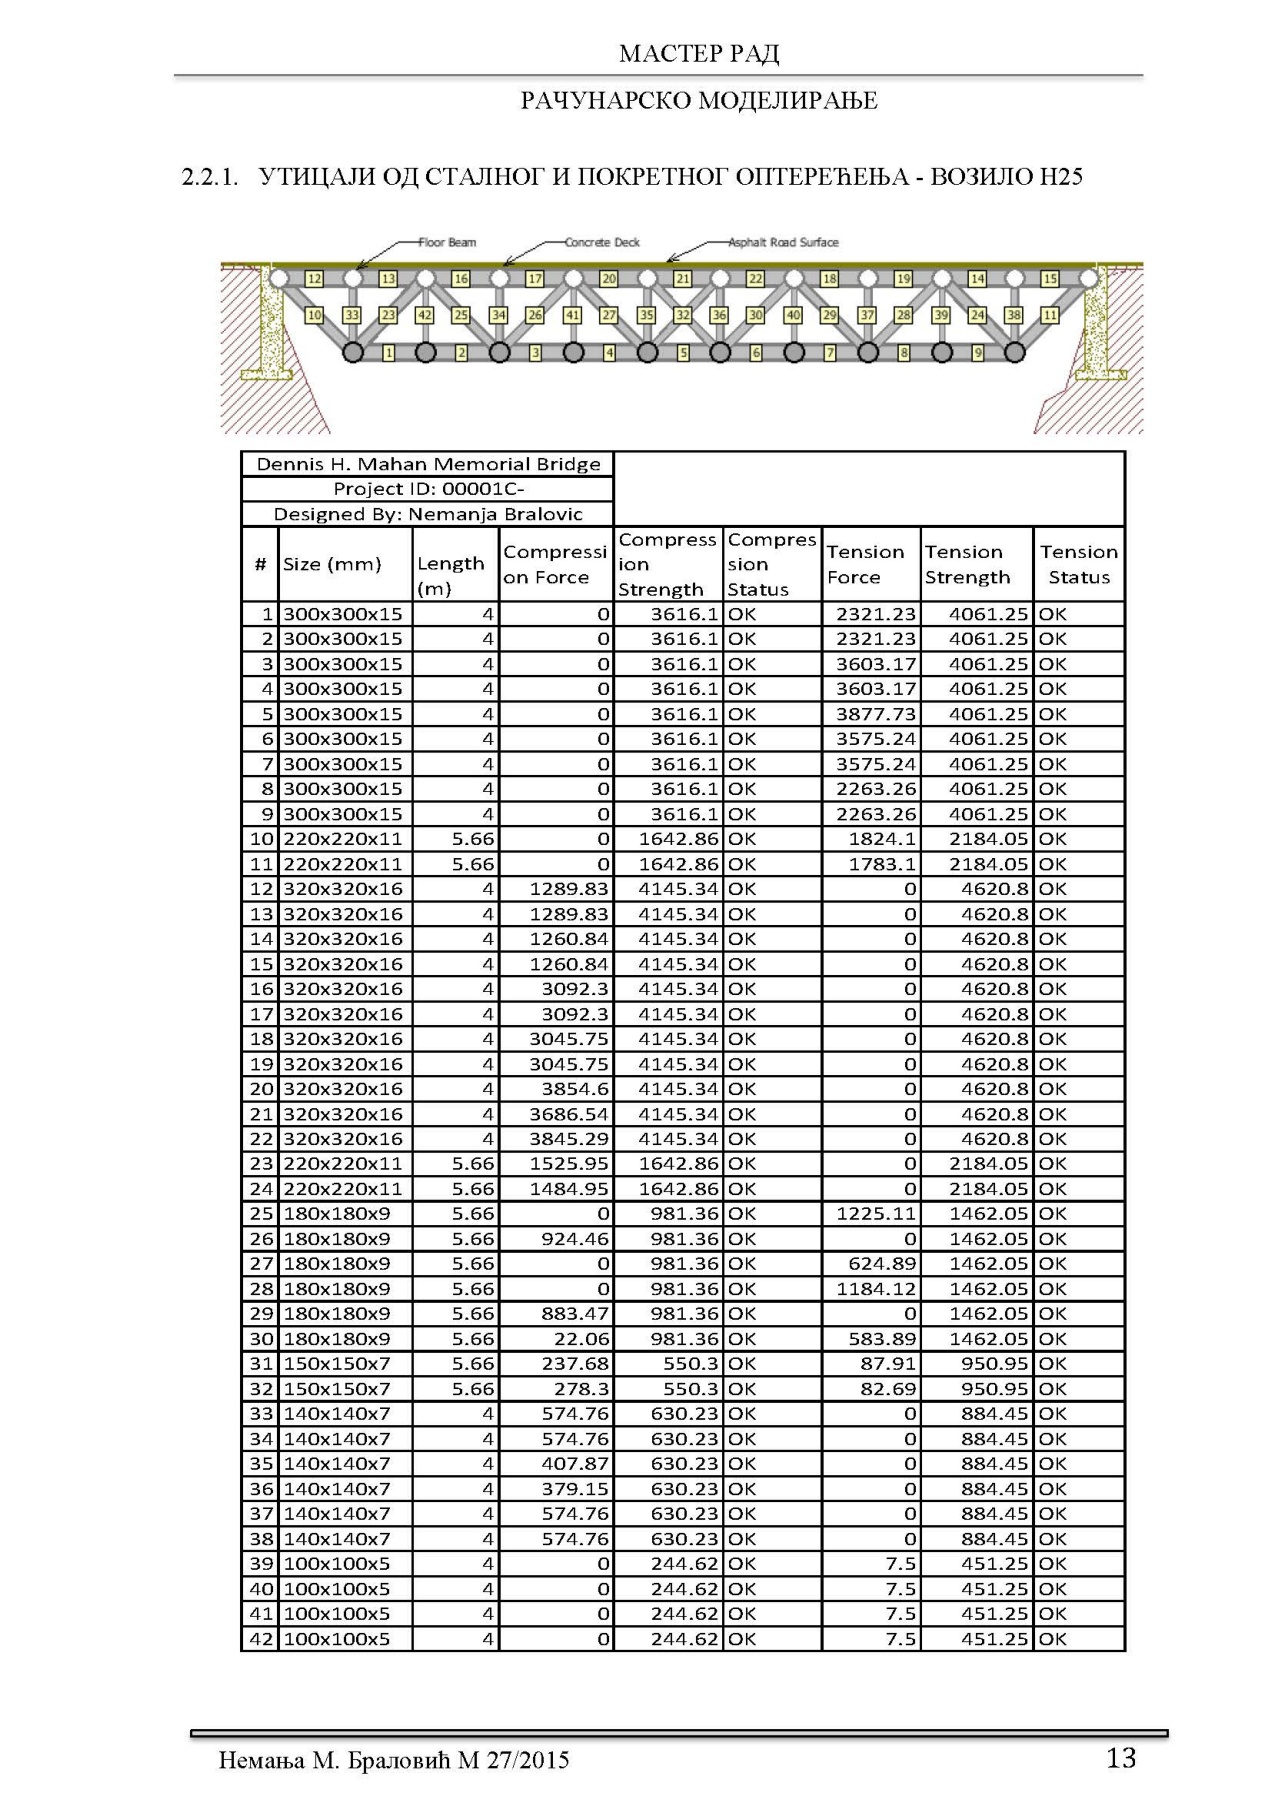 МАСТЕР РАД
РАЧУНАРСКО МОДЕЛИРАЊЕ
2.2.1. УТИЦАЈИ ОД СТАЛНОГ И ПОКРЕТНОГ ОПТЕРЕЋЕЊА - ВОЗИЛО H25
Floor Beam Concrete Deck Asphalt Road Surface
12 13 16 17 20 21 22 18 19 14 15
10 33 23 42 25 34 26 41 27 35 32 36 30 40 29 37 28 39 24 38 11
1 2 3 4 5 6 7 8 9
Dennis H. Mahan Memorial Bridge
Project ID: 00001C-
Designed By: Nemanja Bralovic
# Size (mm) Length (m) Compressi on Force Compress ion Strength Compres sion Status Tension Force Tension Strength Tension Status
1 300x300x15 4 0 3616.1 OK 2321.23 4061.25 OK
2 300x300x15 4 0 3616.1 OK 2321.23 4061.25 OK
3 300x300x15 4 0 3616.1 OK 3603.17 4061.25 OK
4 300x300x15 4 0 3616.1 OK 3603.17 4061.25 OK
5 300x300x15 4 0 3616.1 OK 3877.73 4061.25 OK
6 300x300x15 4 0 3616.1 OK 3575.24 4061.25 OK
7 300x300x15 4 0 3616.1 OK 3575.24 4061.25 OK
8 300x300x15 4 0 3616.1 OK 2263.26 4061.25 OK
9 300x300x15 4 0 3616.1 OK 2263.26 4061.25 OK
10 220x220x11 5.66 0 1642.86 OK 1824.1 2184.05 OK
11 220x220x11 5.66 0 1642.86 OK 1783.1 2184.05 OK
12 320x320x16 4 1289.83 4145.34 OK 0 4620.8 OK
13 320x320x16 4 1289.83 4145.34 OK 0 4620.8 OK
14 320x320x16 4 1260.84 4145.34 OK 0 4620.8 OK
15 320x320x16 4 1260.84 4145.34 OK 0 4620.8 OK
16 320x320x16 4 3092.3 4145.34 OK 0 4620.8 OK
17 320x320x16 4 3092.3 4145.34 OK 0 4620.8 OK
18 320x320x16 4 3045.75 4145.34 OK 0 4620.8 OK
19 320x320x16 4 3045.75 4145.34 OK 0 4620.8 OK
20 320x320x16 4 3854.6 4145.34 OK 0 4620.8 OK
21 320x320x16 4 3686.54 4145.34 OK 0 4620.8 OK
22 320x320x16 4 3845.29 4145.34 OK 0 4620.8 OK
23 220x220x11 5.66 1525.95 1642.86 OK 0 2184.05 OK
24 220x220x11 5.66 1484.95 1642.86 OK 0 2184.05 OK
25 180x180x9 5.66 0 981.36 OK 1225.11 1462.05 OK
26 180x180x9 5.66 924.46 981.36 OK 0 1462.05 OK
27 180x180x9 5.66 0 981.36 OK 624.89 1462.05 OK
28 180x180x9 5.66 0 981.36 OK 1184.12 1462.05 OK
29 180x180x9 5.66 883.47 981.36 OK 0 1462.05 OK
30 180x180x9 5.66 22.06 981.36 OK 583.89 1462.05 OK
31 150x150x7 5.66 237.68 550.3 OK 87.91 950.95 OK
32 150x150x7 5.66 278.3 550.3 OK 82.69 950.95 OK
33 140x140x7 4 574.76 630.23 OK 0 884.45 OK
34 140x140x7 4 574.76 630.23 OK 0 884.45 OK
35 140x140x7 4 407.87 630.23 OK 0 884.45 OK
36 140x140x7 4 379.15 630.23 OK 0 884.45 OK
37 140x140x7 4 574.76 630.23 OK 0 884.45 OK
38 140x140x7 4 574.76 630.23 OK 0 884.45 OK
39 100x100x5 4 0 244.62 OK 7.5 451.25 OK
40 100x100x5 4 0 244.62 OK 7.5 451.25 OK
41 100x100x5 4 0 244.62 OK 7.5 451.25 OK
42 100x100x5 4 0 244.62 OK 7.5 451.25 OK
Немања М. Браловић М 27/2015 13